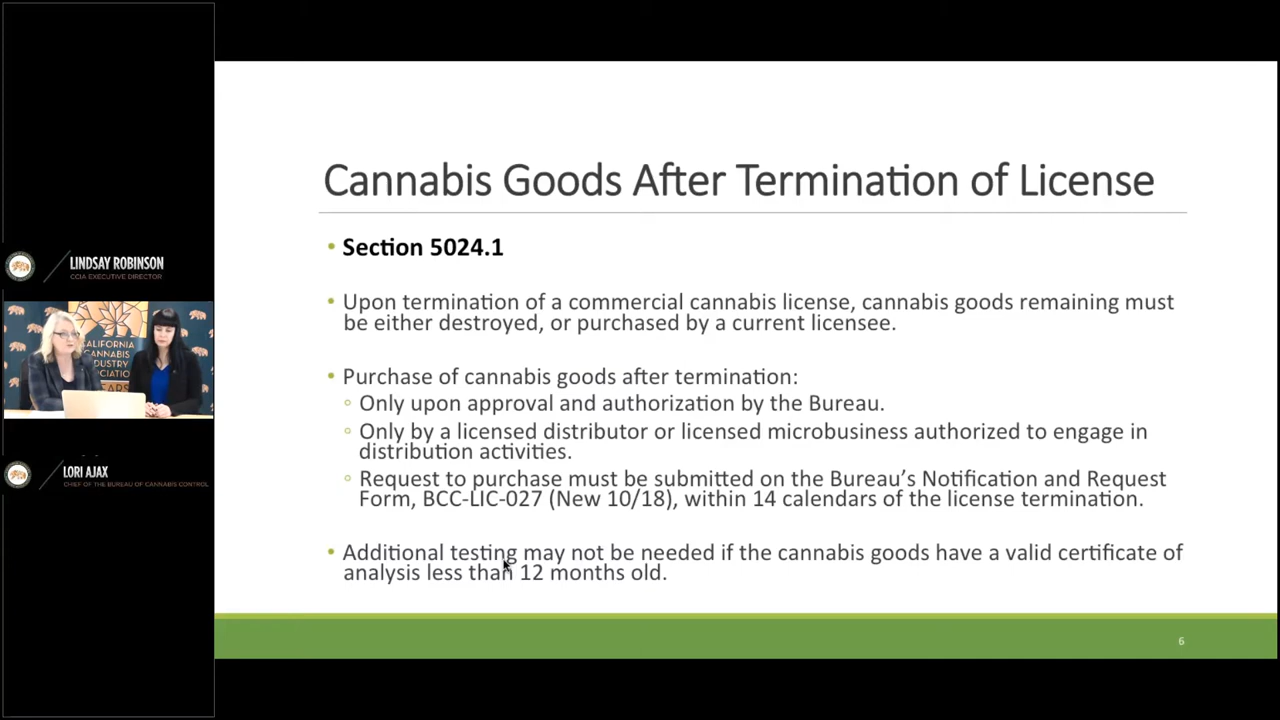 Cannabis Goods After Termination of License
• Section 5024.1
• Upon termination of a commercial cannabis license, cannabis goods remaining must
be either destroyed, or purchased by a current licensee.
• Purchase of cannabis goods after termination:
◦ Only upon approval and authorization by the Bureau.
◦ Only by a licensed distributor or licensed microbusiness authorized to engage in
distribution activities.
◦ Request to purchase must be submitted on the Bureau’s Notification and Request
Form, BCC-LIC-027 (New 10/18), within 14 calendars of the license termination.
• Additional testing may not be needed if the cannabis goods have a valid certificate of
analysis less than 12 months old.
6
LINDSAY ROBINSON
CCIA EXECUTIVE DIRECTOR
CALIFORNIA
CANNABIS
LORI AJAX
CHIEF OF THE BUREAU OF CANNABIS CONTROL